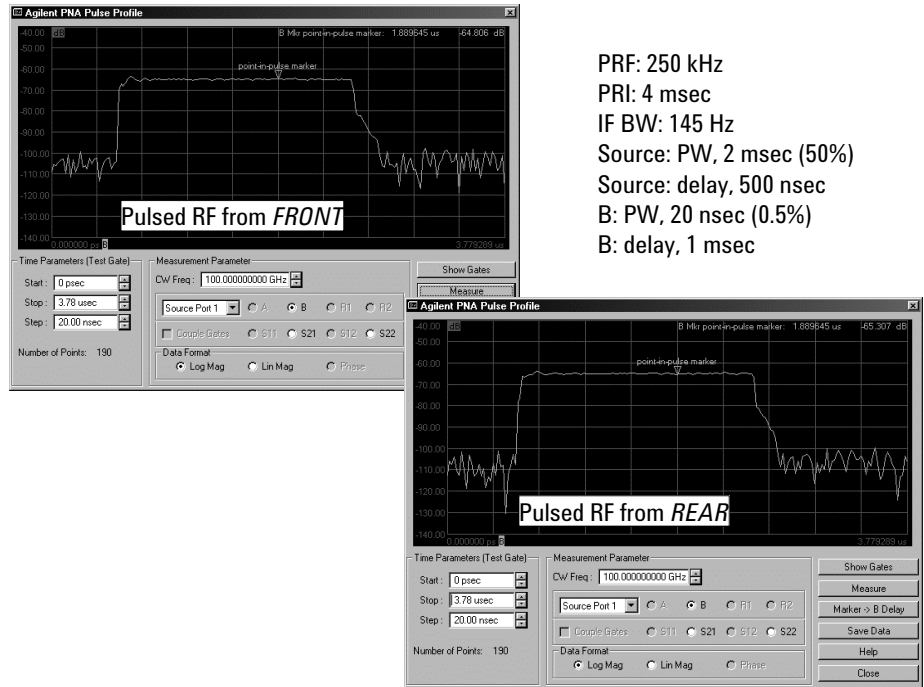 Agilent PNA Pulse Profile
-40.00 dB
B Mkr point-in-pulse marker: 1.889645 us -64.806 dB
-50.00
-60.00
point-in-pulse marker
-70.00
-80.00
-90.00
-100.00
-110.00
-120.00
-130.00
-140.00
Pulsed RF from FRONT
0.000000 ps B 3.779289 us
Time Parameters (Test Gate)
Start: 0 psec
Stop: 3.78 usec
Step: 20.00 nsec
Number of Points: 190
Measurement Parameter
CW Freq: 100.000000000 GHz
Source Port 1 A B R1 R2
Couple Gates S11 S21 S12 S22
Data Format
Log Mag Lin Mag Phase
Show Gates
Measure
PRF: 250 kHz
PRI: 4 msec
IF BW: 145 Hz
Source: PW, 2 msec (50%)
Source: delay, 500 nsec
B: PW, 20 nsec (0.5%)
B: delay, 1 msec
Agilent PNA Pulse Profile
-40.00 dB
B Mkr point-in-pulse marker: 1.889645 us -65.307 dB
-50.00
-60.00
point-in-pulse marker
-70.00
-80.00
-90.00
-100.00
-110.00
-120.00
-130.00
-140.00
Pulsed RF from REAR
0.000000 ps B 3.779289 us
Time Parameters (Test Gate)
Start: 0 psec
Stop: 3.78 usec
Step: 20.00 nsec
Number of Points: 190
Measurement Parameter
CW Freq: 100.000000000 GHz
Source Port 1 A B R1 R2
Couple Gates S11 S21 S12 S22
Data Format
Log Mag Lin Mag Phase
Show Gates
Measure
Marker -> B Delay
Save Data
Help
Close